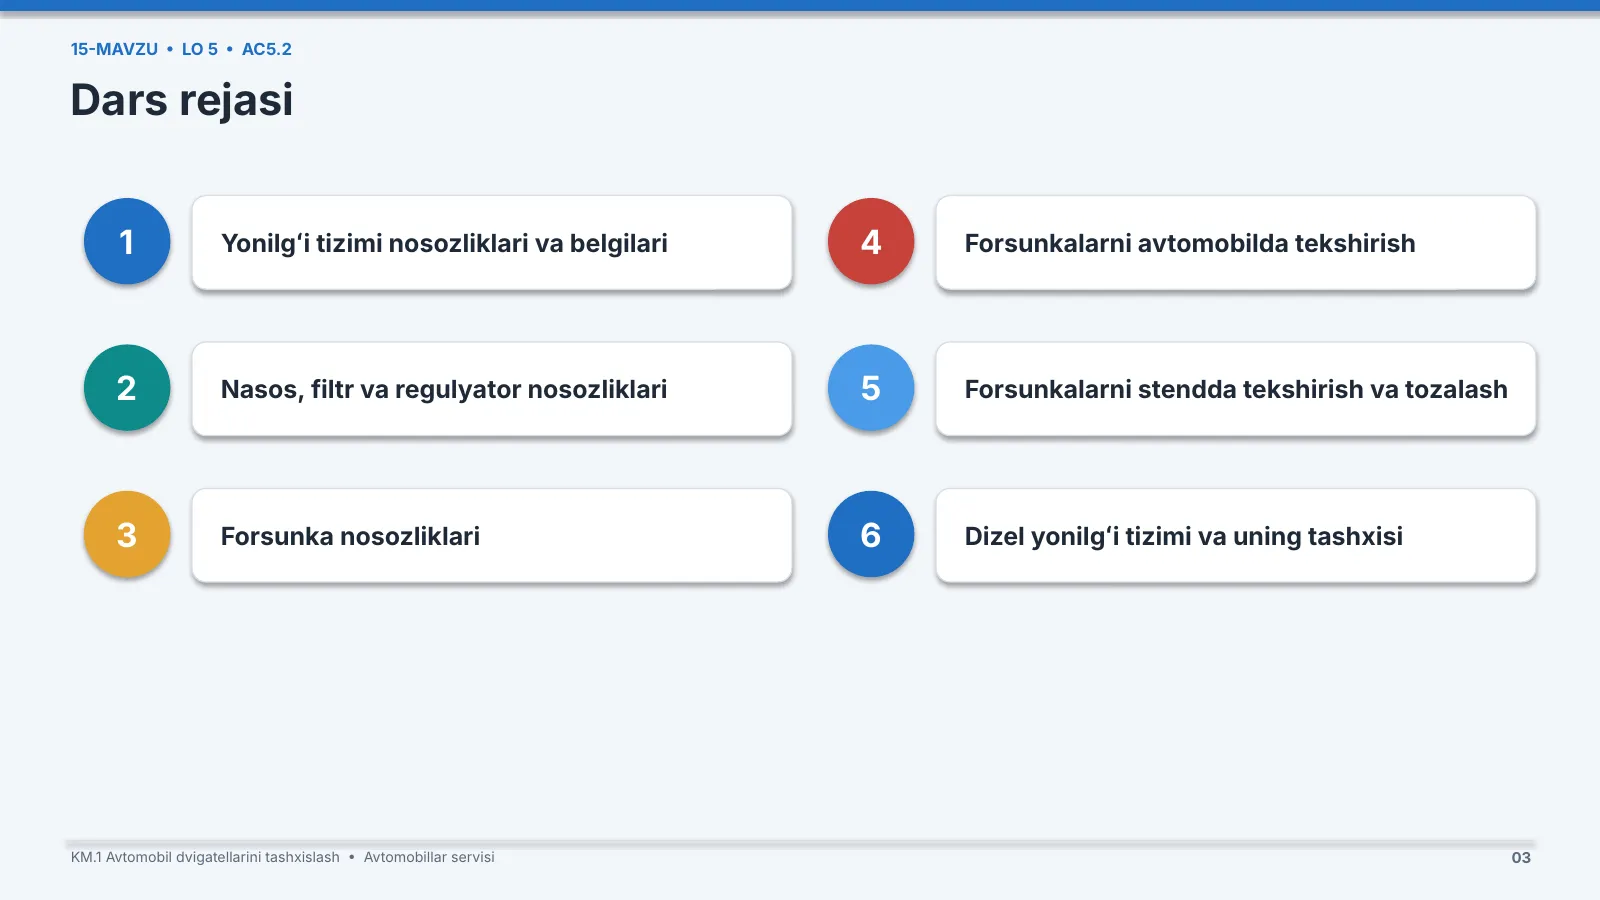 15-MAVZU • LO 5 • AC5.2
Dars rejasi
1
Yonilgʻi tizimi nosozliklari va belgilari
2
Nasos, filtr va regulyator nosozliklari
3
Forsunka nosozliklari
4
Forsunkalarni avtomobilda tekshirish
5
Forsunkalarni stendda tekshirish va tozalash
6
Dizel yonilgʻi tizimi va uning tashxisi
KM.1 Avtomobil dvigatellarini tashxislash • Avtomobillar servisi
03